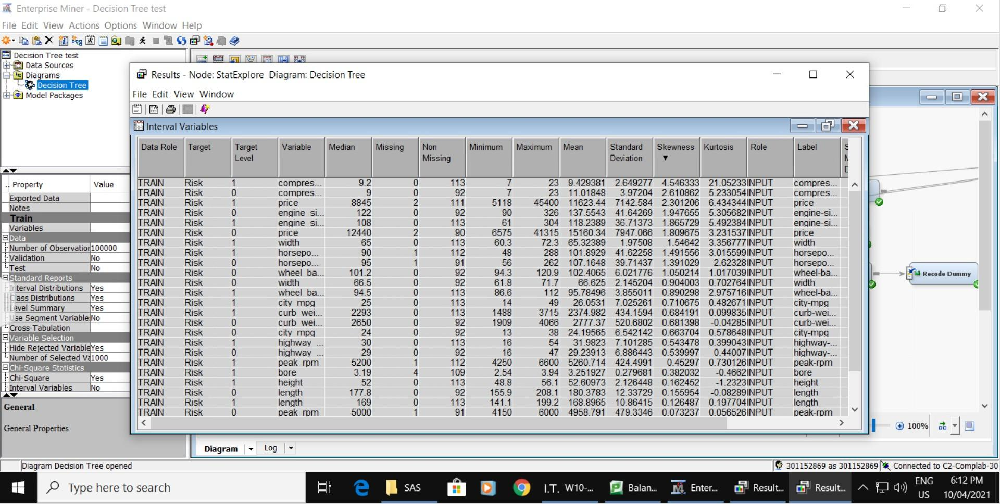 Enterprise Miner - Decision Tree test
File Edit View Actions Options Window Help
Decision Tree test
Data Sources
Diagrams
Decision Tree
Model Packages
.. Property Value
Exported Data
Notes
Train
Variables
Data
Number of Observation 100000
Validation No
Test No
Standard Reports
Interval Distributions Yes
Class Distributions Yes
Level Summary Yes
Use Segment Variables No
Cross-Tabulation
Variable Selection
Hide Rejected Variable Yes
Number of Selected Va 1000
Chi-Square Statistics
Chi-Square Yes
Interval Variables No
General
General Properties
Results - Node: StatExplore Diagram: Decision Tree
File Edit View Window
Interval Variables
Data Role Target Target Level Variable Median Missing Non Missing Minimum Maximum Mean Standard Deviation Skewness Kurtosis Role Label
TRAIN Risk 1 compres... 9.2 0 113 7 23 9.429381 2.649277 4.546333 21.05233 INPUT compres...
TRAIN Risk 0 compres... 9 0 92 7 23 11.01848 3.97204 2.610862 5.233054 INPUT compres...
TRAIN Risk 1 price 8845 2 111 5118 45400 11623.44 7142.584 2.301206 6.434344 INPUT price
TRAIN Risk 0 engine_si... 122 0 92 90 326 137.5543 41.64269 1.947655 5.305682 INPUT engine-si...
TRAIN Risk 1 engine_si... 108 0 113 61 304 118.2389 36.71373 1.865729 5.492384 INPUT engine-si...
TRAIN Risk 0 price 12440 2 90 6575 41315 15160.34 7947.066 1.809675 3.231537 INPUT price
TRAIN Risk 1 width 65 0 113 60.3 72.3 65.32389 1.97508 1.54642 3.356777 INPUT width
TRAIN Risk 1 horsepo... 90 1 112 48 288 101.8929 41.62258 1.491556 3.015599 INPUT horsepo...
TRAIN Risk 0 horsepo... 95 1 91 56 262 107.1648 39.71437 1.391029 2.62328 INPUT horsepo...
TRAIN Risk 0 wheel_ba... 101.2 0 92 94.3 120.9 102.4065 6.021776 1.050214 1.017039 INPUT wheel-ba...
TRAIN Risk 0 width 66.5 0 92 61.8 71.7 66.625 2.145204 0.904003 0.702764 INPUT width
TRAIN Risk 1 wheel_ba... 94.5 0 113 86.6 112 95.78496 3.855011 0.890298 2.975716 INPUT wheel-ba...
TRAIN Risk 1 city_mpg 25 0 113 14 49 26.0531 7.025261 0.710675 0.482671 INPUT city-mpg
TRAIN Risk 1 curb_wei... 2293 0 113 1488 3715 2374.982 434.1594 0.684191 0.099835 INPUT curb-wei...
TRAIN Risk 0 curb_wei... 2650 0 92 1909 4066 2777.37 520.6802 0.681398 -0.04285 INPUT curb-wei...
TRAIN Risk 0 city_mpg 24 0 92 13 38 24.19565 6.542142 0.663704 0.578648 INPUT city-mpg
TRAIN Risk 1 highway_... 30 0 113 16 54 31.9823 7.101285 0.543478 0.399043 INPUT highway-...
TRAIN Risk 0 highway_... 29 0 92 16 47 29.23913 6.886443 0.539997 0.44007 INPUT highway-...
TRAIN Risk 1 peak_rpm 5200 1 112 4250 6600 5260.714 424.4991 0.45297 0.730126 INPUT peak-rpm
TRAIN Risk 1 bore 3.19 4 109 2.54 3.94 3.251927 0.279681 0.382032 -0.4662 INPUT bore
TRAIN Risk 1 height 52 0 113 48.8 56.1 52.60973 2.126448 0.162452 -1.2323 INPUT height
TRAIN Risk 0 length 177.8 0 92 155.9 208.1 180.3783 12.33729 0.155954 -0.08289 INPUT length
TRAIN Risk 1 length 169 0 113 141.1 199.2 168.8965 10.86415 0.126487 0.197704 INPUT length
TRAIN Risk 0 peak_rpm 5000 1 91 4150 6000 4958.791 479.3346 0.073237 0.056526 INPUT peak-rpm
Recode Dummy
100%
Diagram Log
Diagram Decision Tree opened
301152869 as 301152869 Connected to C2-Complab-30
Type here to search
SAS
I.T. W10-...
Balan...
Enter...
Result...
Result...
ENG
US
6:12 PM
10/04/2021